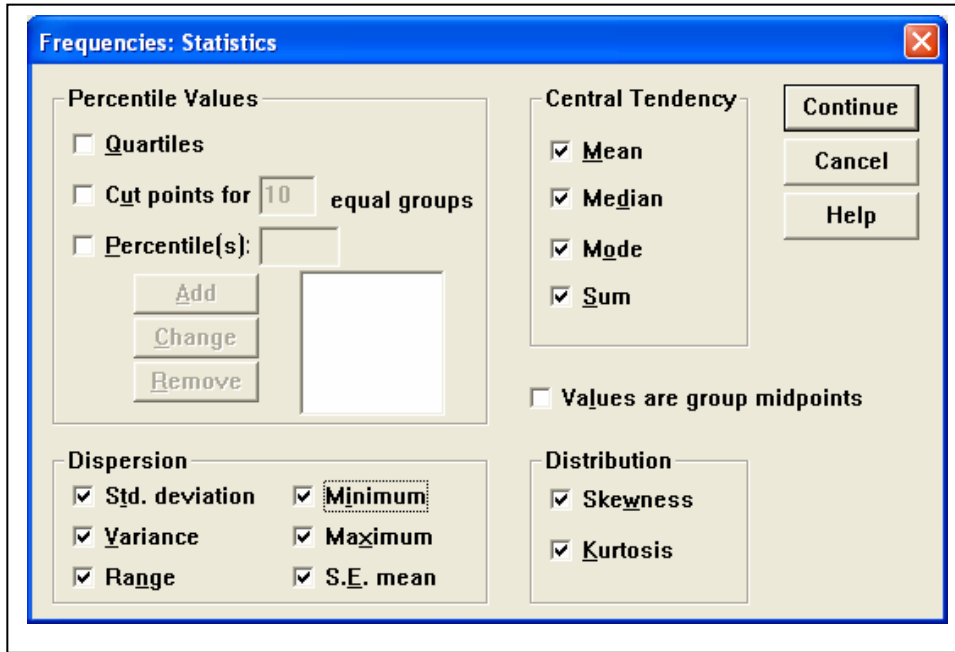 Frequencies: Statistics
Percentile Values
Quartiles
Cut points for 10 equal groups
Percentile(s):
Add
Change
Remove
Central Tendency
Mean
Median
Mode
Sum
Continue
Cancel
Help
Values are group midpoints
Dispersion
Std. deviation
Minimum
Variance
Maximum
Range
S.E. mean
Distribution
Skewness
Kurtosis